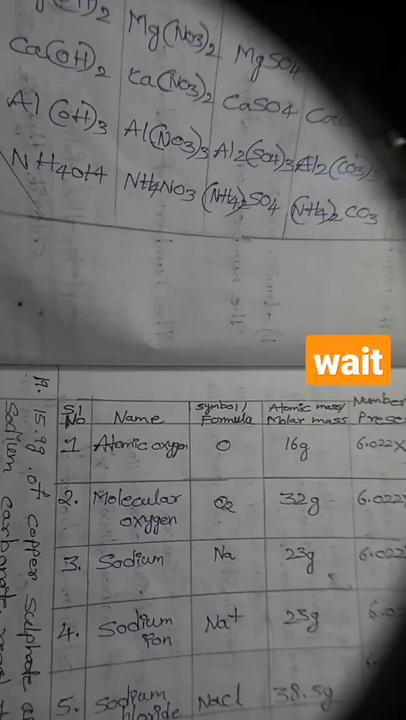 Mg(NO3)2 MgSO4
Ca(OH)2 Ca(NO3)2 CaSO4
Al(OH)3 Al(NO3)3 Al2(SO4)3 Al2(CO3)3
NH4OH NH4NO3 (NH4)2SO4 (NH4)2CO3
wait
Sl No Name Symbol/Formula Atomic mass/Molar mass Number
1 Atomic oxygen O 16g 6.022X
2. Molecular oxygen O2 32g 6.022
3. Sodium Na 23g 6.022
4. Sodium ion Na+ 23g
5. Sodium NaCl 38.5g
15.9g of copper sulphate
Sodium carbonate